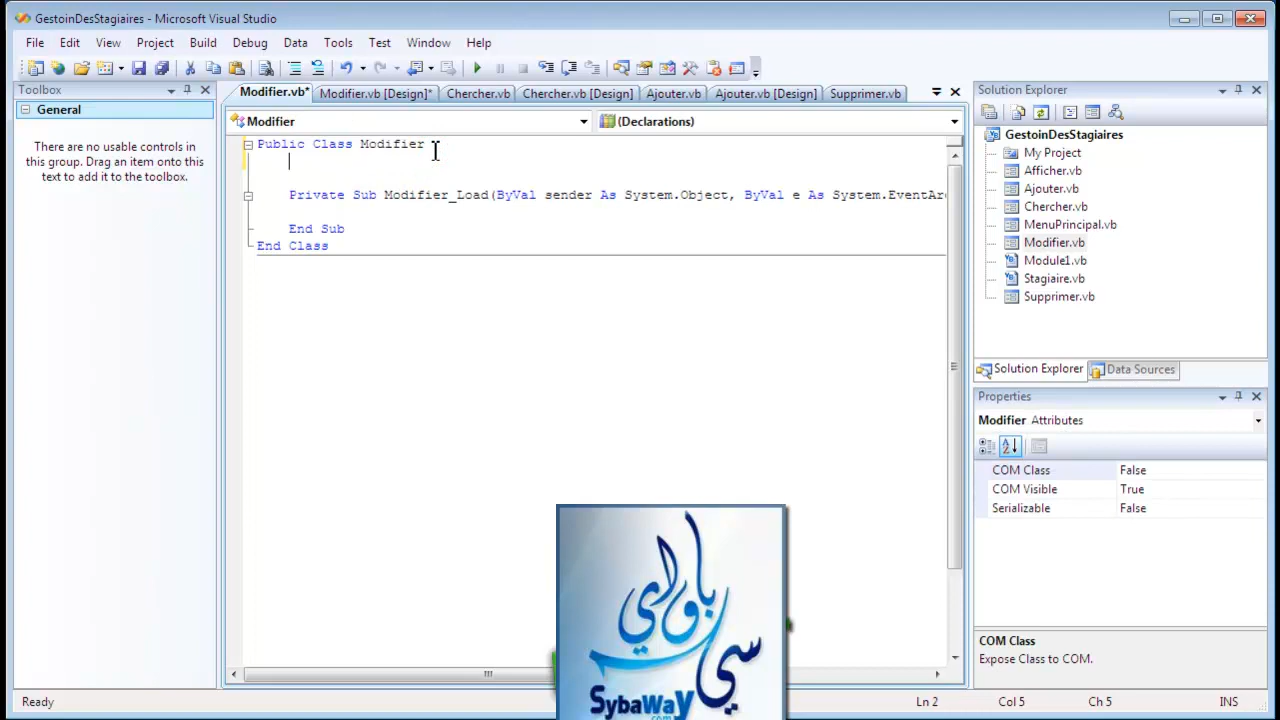 GestoinDesStagiaires - Microsoft Visual Studio
File Edit View Project Build Debug Data Tools Test Window Help
Toolbox
General
There are no usable controls in
this group. Drag an item onto this
text to add it to the toolbox.
Modifier.vb* Modifier.vb [Design]* Chercher.vb Chercher.vb [Design] Ajouter.vb Ajouter.vb [Design] Supprimer.vb
Modifier (Declarations)
Public Class Modifier
Private Sub Modifier_Load(ByVal sender As System.Object, ByVal e As System.EventArg
End Sub
End Class
Solution Explorer
GestoinDesStagiaires
My Project
Afficher.vb
Ajouter.vb
Chercher.vb
MenuPrincipal.vb
Modifier.vb
Module1.vb
Stagiaire.vb
Supprimer.vb
Solution Explorer Data Sources
Properties
Modifier Attributes
COM Class False
COM Visible True
Serializable False
COM Class
Expose Class to COM.
سي باواي
SybaWay
.com
Ready Ln 2 Col 5 Ch 5 INS